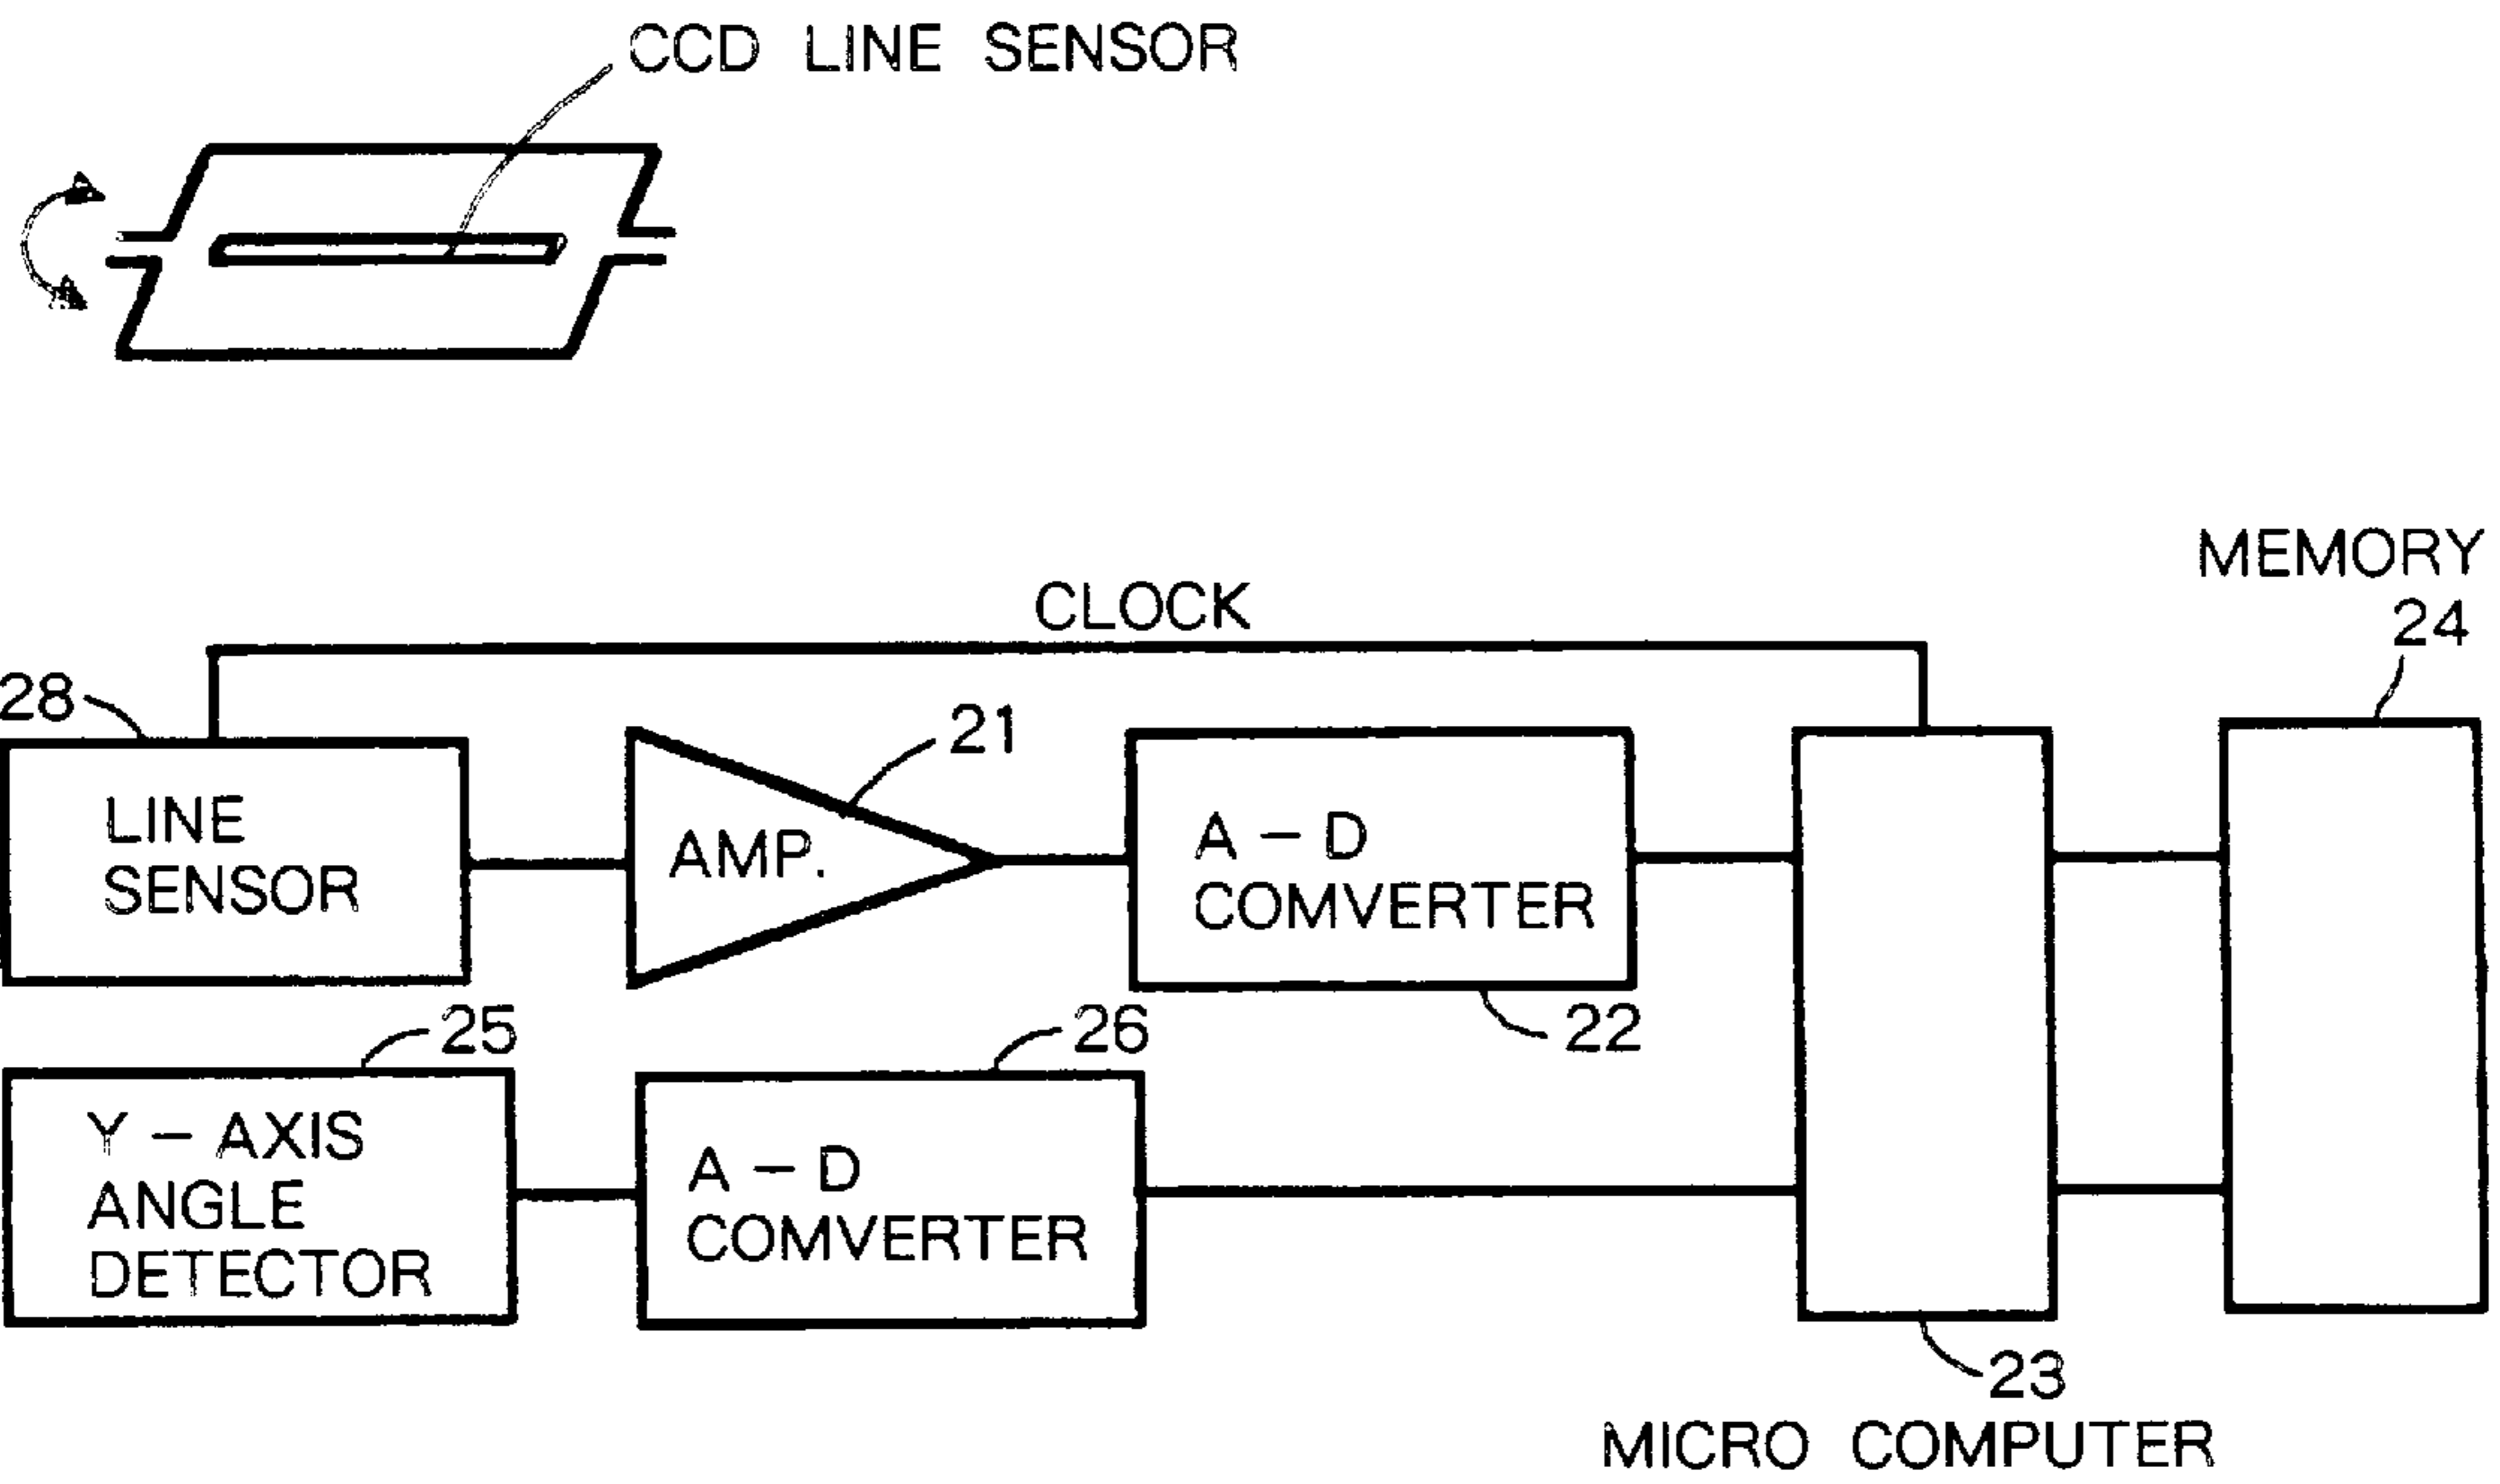 CCD LINE SENSOR
MEMORY
24
CLOCK
28
21
LINE
SENSOR
AMP.
A - D
COMVERTER
22
25
26
Y - AXIS
ANGLE
DETECTOR
A - D
COMVERTER
23
MICRO COMPUTER